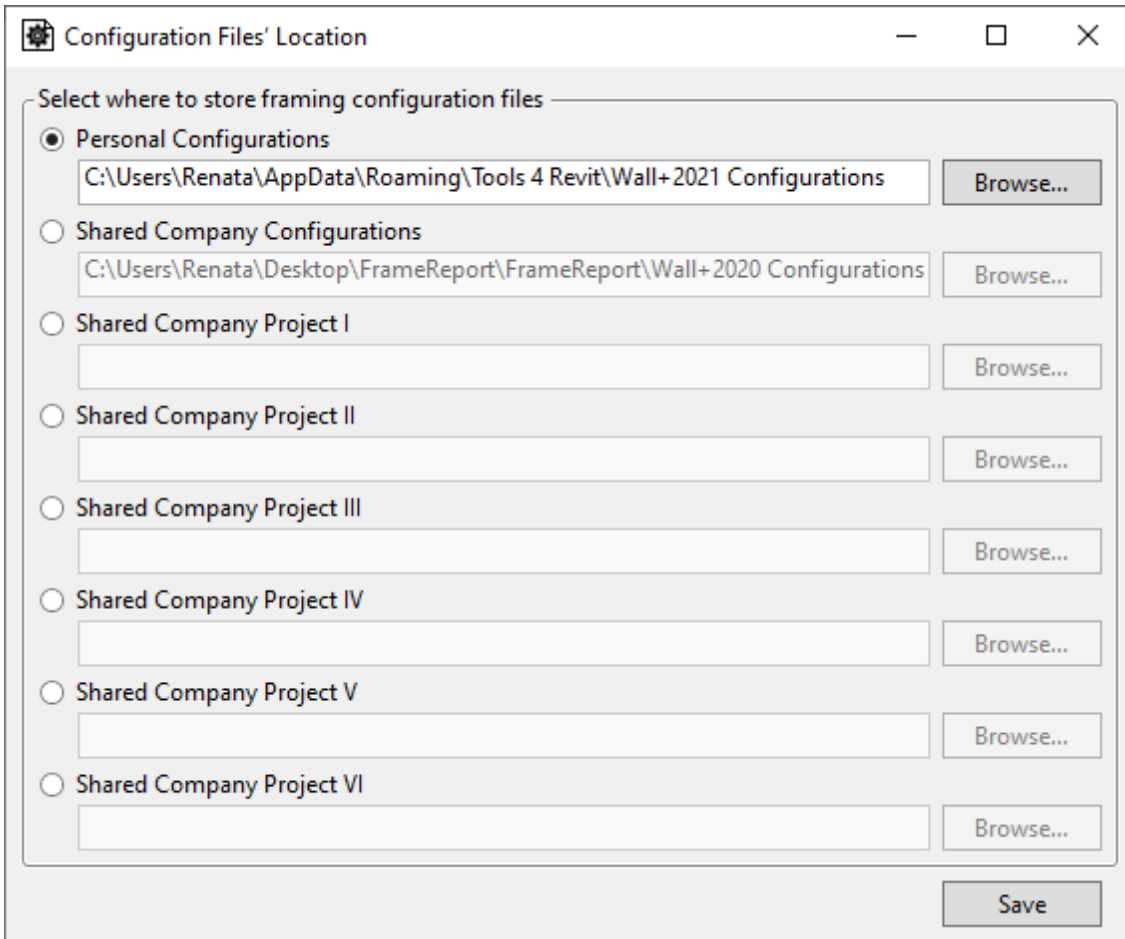 Configuration Files' Location
Select where to store framing configuration files
Personal Configurations
C:\Users\Renata\AppData\Roaming\Tools 4 Revit\Wall+2021 Configurations Browse...
Shared Company Configurations
C:\Users\Renata\Desktop\FrameReport\FrameReport\Wall+2020 Configurations Browse...
Shared Company Project I
Browse...
Shared Company Project II
Browse...
Shared Company Project III
Browse...
Shared Company Project IV
Browse...
Shared Company Project V
Browse...
Shared Company Project VI
Browse...
Save